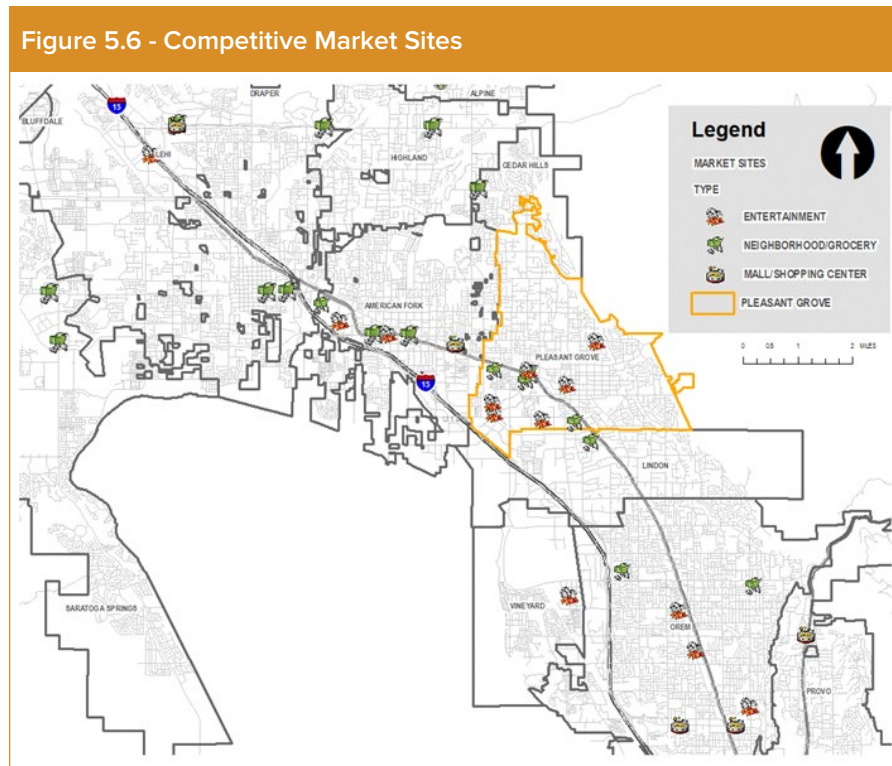 Figure 5.6 - Competitive Market Sites
DRAPER
ALPINE
15
BLUFFDALE
LEHI
HIGHLAND
CEDAR HILLS
Legend
MARKET SITES
TYPE
ENTERTAINMENT
NEIGHBORHOOD/GROCERY
MALL/SHOPPING CENTER
PLEASANT GROVE
0 0.5 1 2 MILES
AMERICAN FORK
PLEASANT GROVE
15
LINDON
SARATOGA SPRINGS
VINEYARD
OREM
PROVO